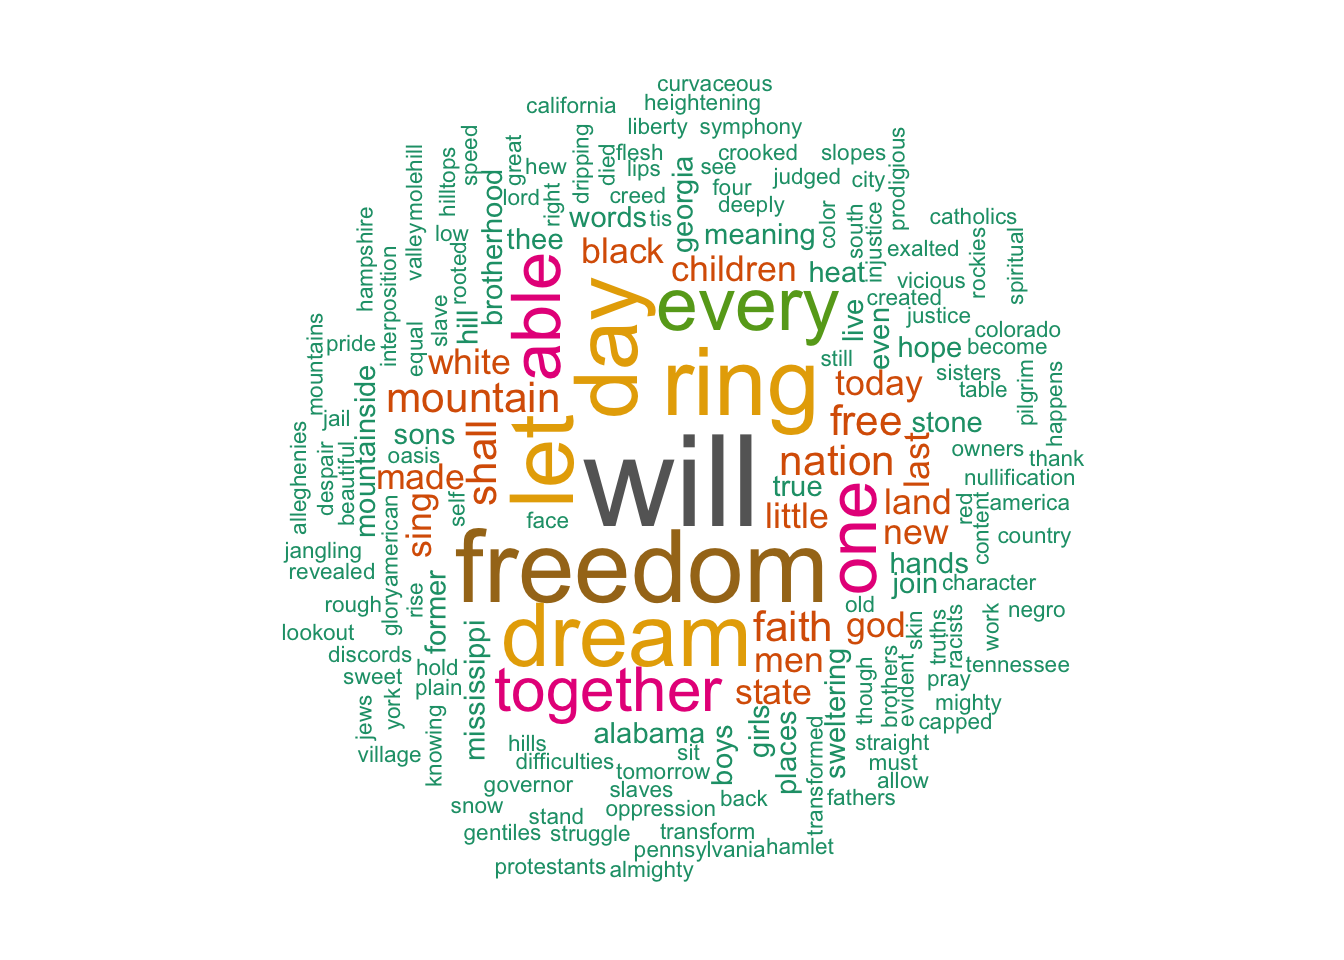 curvaceous
california
heightening
liberty
symphony
speed
great
dripping
died
flesh
crooked
slopes
prodigious
molehill
hilltops
hew
lips
see
judged
city
valley
brotherhood
lord
right
creed
georgia
four
deeply
color
south
injustice
catholics
hampshire
low
thee
words
tis
meaning
exalted
rockies
spiritual
interposition
rooted
able
black
children
heat
vicious
created
mountains
pride
equal
slave
hill
day
every
live
even
justice
colorado
white
still
hope
become
mountain
ring
today
sisters
table
pilgrim
happens
jail
mountainside
sons
shall
let
free
stone
last
alleghenies
despair
beautiful
oasis
made
will
nation
owners
thank
true
nullification
sing
self
face
little
one
land
red
content
america
jangling
american
freedom
new
country
revealed
hands
join
character
rough
glory
rise
former
old
skin
truths
racists
work
negro
lookout
dream
faith
god
discords
mississippi
men
tennessee
sweet
hold
plain
together
state
sweltering
though
brothers
evident
pray
mighty
jews
york
capped
village
knowing
hills
alabama
sit
boys
girls
places
transformed
straight
difficulties
tomorrow
must
governor
slaves
allow
snow
stand
oppression
back
fathers
gentiles
struggle
transform
pennsylvania
hamlet
protestants
almighty